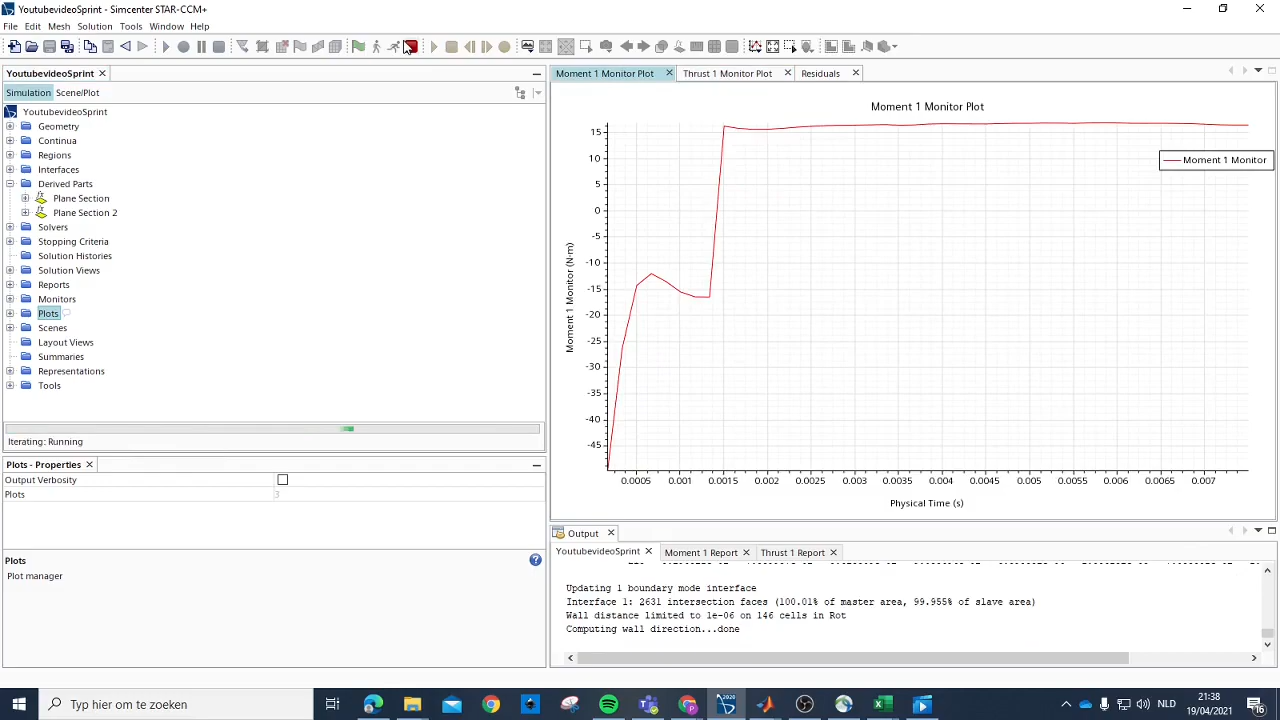 YoutubevideoSprint - Simcenter STAR-CCM+
File Edit Mesh Solution Tools Window Help
YoutubevideoSprint
Simulation Scene/Plot
YoutubevideoSprint
Geometry
Continua
Regions
Interfaces
Derived Parts
Plane Section
Plane Section 2
Solvers
Stopping Criteria
Solution Histories
Solution Views
Reports
Monitors
Plots
Scenes
Layout Views
Summaries
Representations
Tools
Iterating: Running
Plots - Properties
Output Verbosity
Plots 3
Plots
Plot manager
Moment 1 Monitor Plot Thrust 1 Monitor Plot Residuals
Moment 1 Monitor Plot
Moment 1 Monitor
15
10
5
0
-5
-10
-15
-20
-25
-30
-35
-40
-45
Moment 1 Monitor (N-m)
0.0005 0.001 0.0015 0.002 0.0025 0.003 0.0035 0.004 0.0045 0.005 0.0055 0.006 0.0065 0.007
Physical Time (s)
Output
YoutubevideoSprint Moment 1 Report Thrust 1 Report
Updating 1 boundary mode interface
Interface 1: 2631 intersection faces (100.01% of master area, 99.955% of slave area)
Wall distance limited to 1e-06 on 146 cells in Rot
Computing wall direction...done
Typ hier om te zoeken
NLD
21:38
19/04/2021